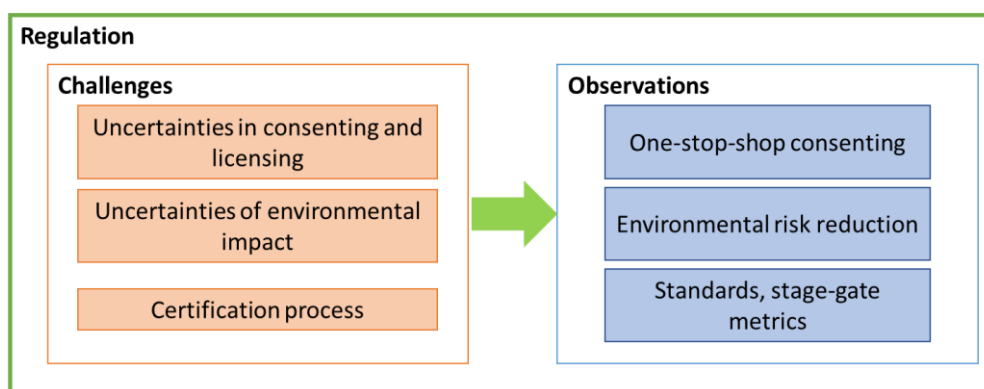 Regulation
Challenges
Uncertainties in consenting and
licensing
Uncertainties of environmental
impact
Certification process
Observations
One-stop-shop consenting
Environmental risk reduction
Standards, stage-gate
metrics